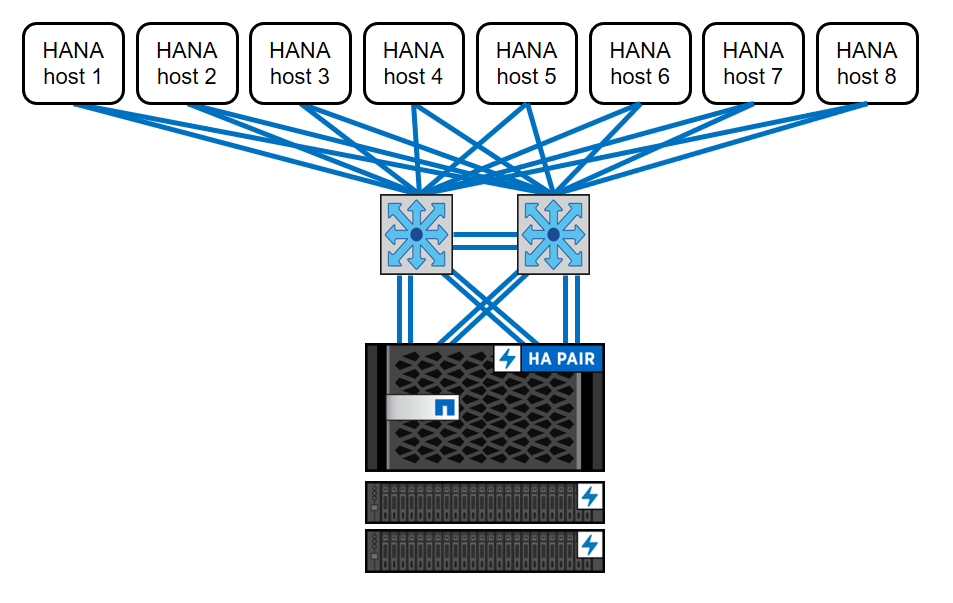 HANA
host 1
HANA
host 2
HANA
host 3
HANA
host 4
HANA
host 5
HANA
host 6
HANA
host 7
HANA
host 8
HA PAIR